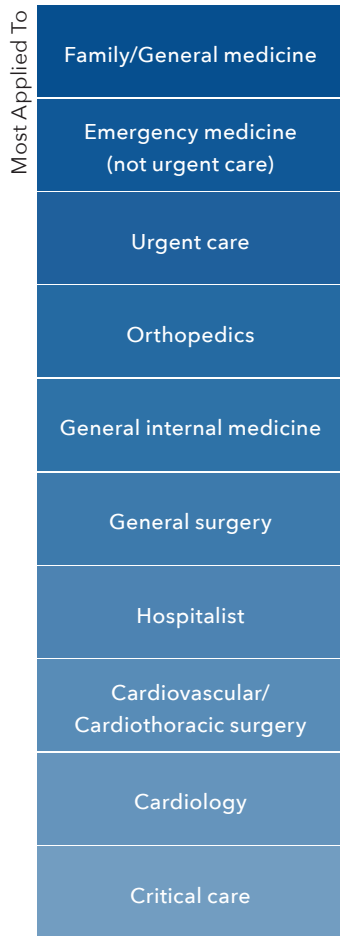 Most Applied To
Family/General medicine
Emergency medicine
(not urgent care)
Urgent care
Orthopedics
General internal medicine
General surgery
Hospitalist
Cardiovascular/
Cardiothoracic surgery
Cardiology
Critical care